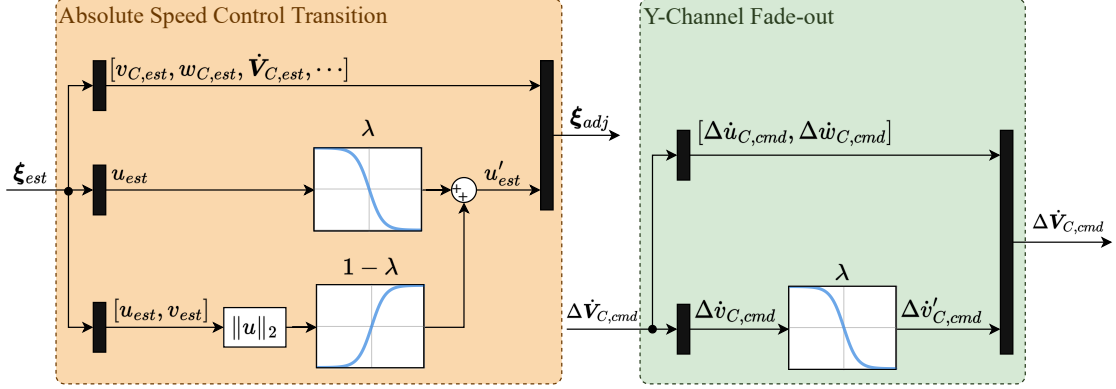 Absolute Speed Control Transition
[v_{C,est}, w_{C,est}, \dot{V}_{C,est}, ···]
λ
ξ_{est}
u_{est}
+
+
u'_{est}
ξ_{adj}
1 − λ
[u_{est}, v_{est}]
‖u‖₂
Y-Channel Fade-out
[Δ\dot{u}_{C,cmd}, Δ\dot{w}_{C,cmd}]
λ
Δ\dot{V}_{C,cmd}
Δ\dot{v}_{C,cmd}
Δ\dot{v}'_{C,cmd}
Δ\dot{V}_{C,cmd}